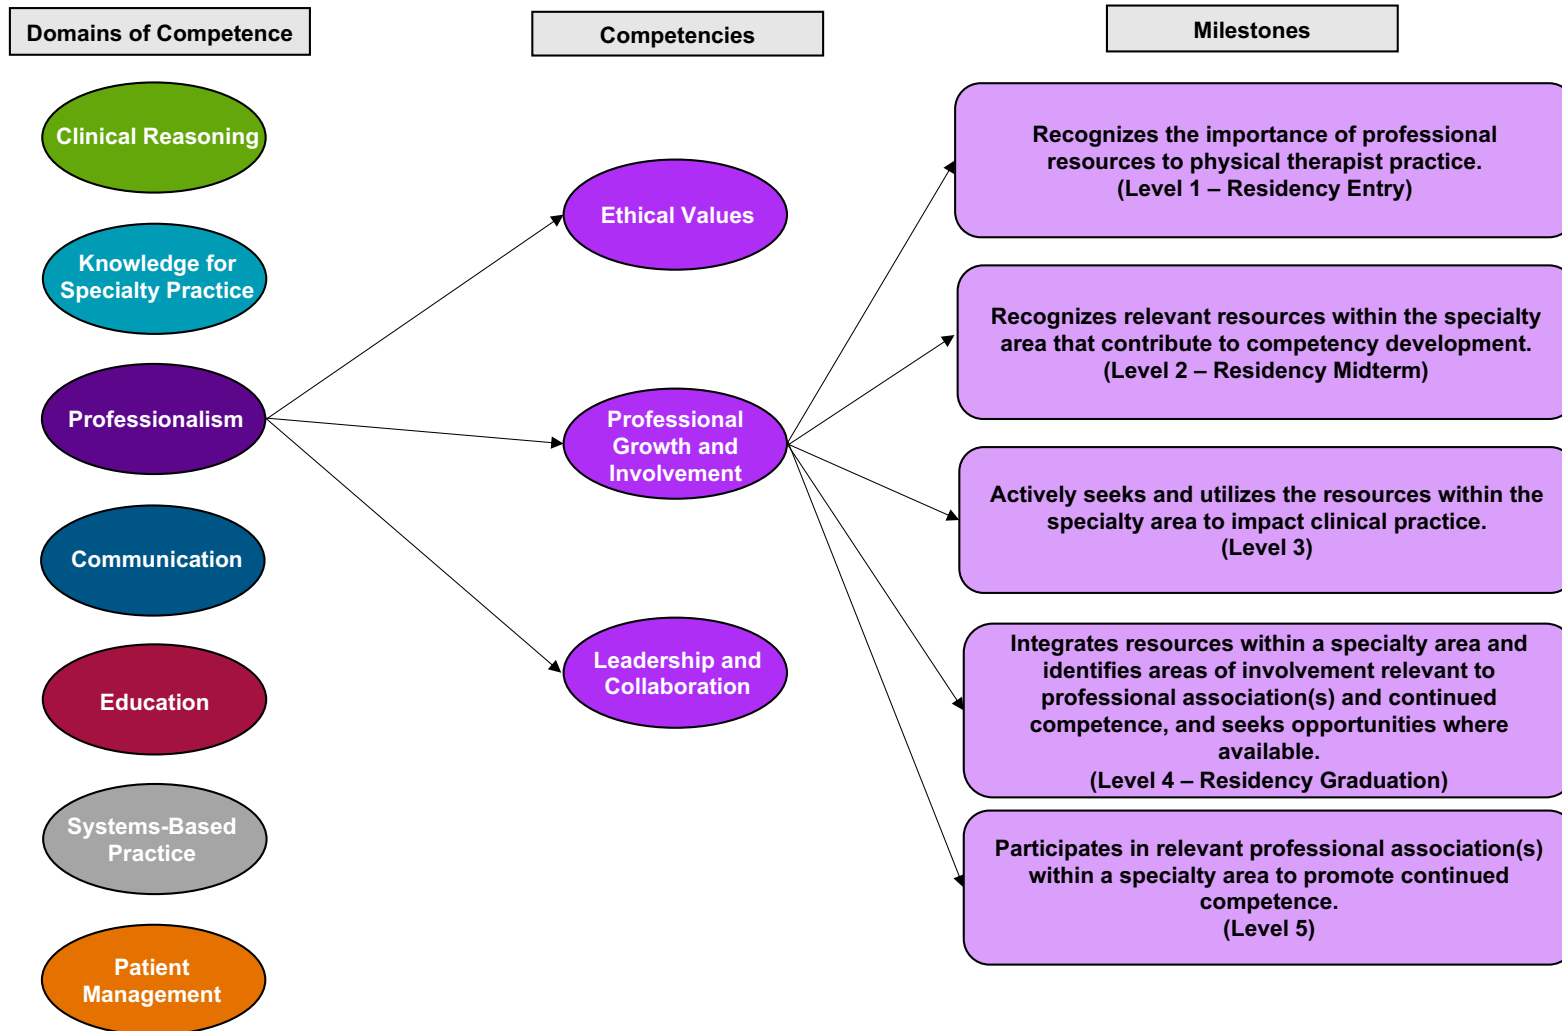 Domains of Competence
Competencies
Milestones
Clinical Reasoning
Knowledge for
Specialty Practice
Professionalism
Communication
Education
Systems-Based
Practice
Patient
Management
Ethical Values
Professional
Growth and
Involvement
Leadership and
Collaboration
Recognizes the importance of professional
resources to physical therapist practice.
(Level 1 – Residency Entry)
Recognizes relevant resources within the specialty
area that contribute to competency development.
(Level 2 – Residency Midterm)
Actively seeks and utilizes the resources within the
specialty area to impact clinical practice.
(Level 3)
Integrates resources within a specialty area and
identifies areas of involvement relevant to
professional association(s) and continued
competence, and seeks opportunities where
available.
(Level 4 – Residency Graduation)
Participates in relevant professional association(s)
within a specialty area to promote continued
competence.
(Level 5)